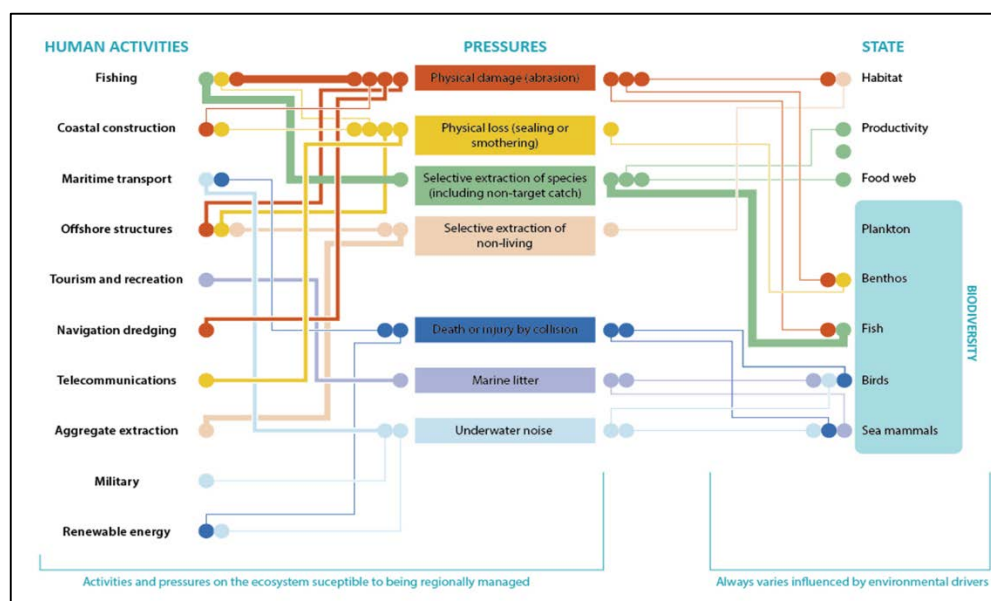 HUMAN ACTIVITIES
PRESSURES
STATE
Fishing
Physical damage (abrasion)
Habitat
Coastal construction
Physical loss (sealing or
smothering)
Productivity
Maritime transport
Selective extraction of species
(including non-target catch)
Food web
Offshore structures
Selective extraction of
non-living
Plankton
Tourism and recreation
Benthos
Navigation dredging
Death or injury by collision
Fish
Telecommunications
Marine litter
Birds
Aggregate extraction
Underwater noise
Sea mammals
BIODIVERSITY
Military
Renewable energy
Activities and pressures on the ecosystem suceptible to being regionally managed
Always varies influenced by environmental drivers